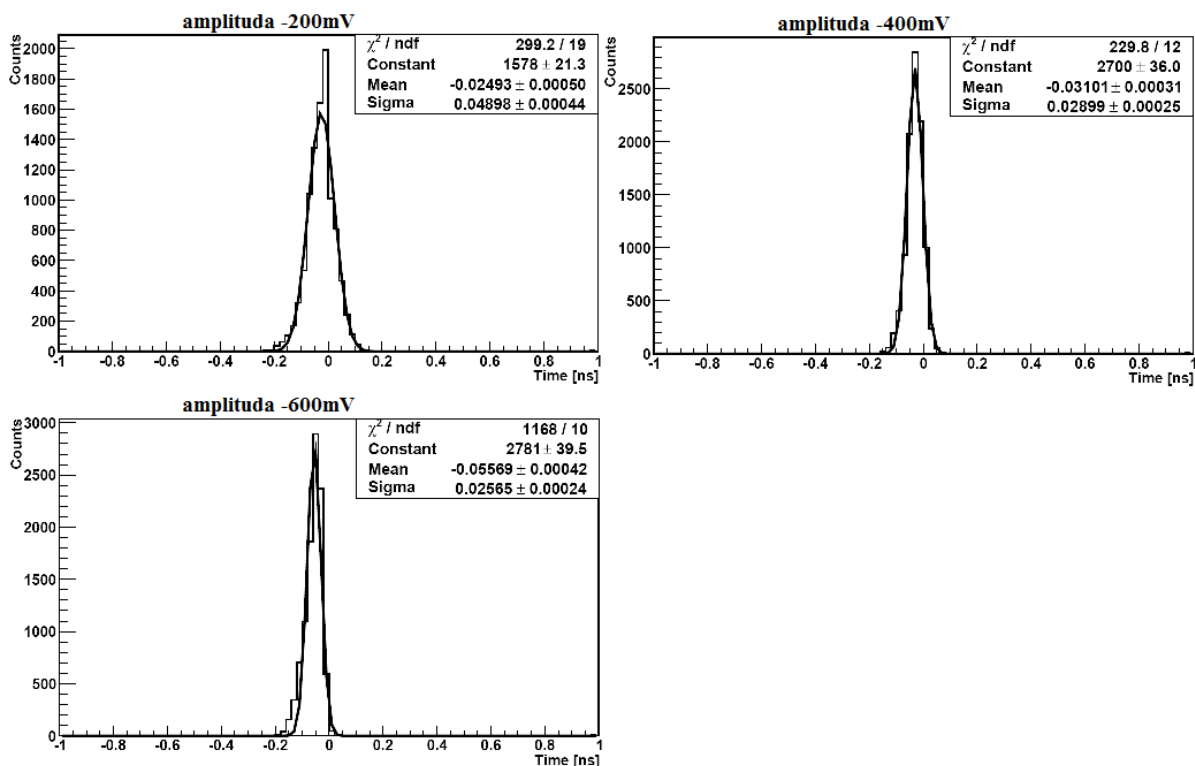 amplituda -200mV
Counts
χ² / ndf 299.2 / 19
Constant 1578 ± 21.3
Mean -0.02493 ± 0.00050
Sigma 0.04898 ± 0.00044
2000
1800
1600
1400
1200
1000
800
600
400
200
0
-1 -0.8 -0.6 -0.4 -0.2 0 0.2 0.4 0.6 0.8 1
Time [ns]
amplituda -400mV
Counts
χ² / ndf 229.8 / 12
Constant 2700 ± 36.0
Mean -0.03101 ± 0.00031
Sigma 0.02899 ± 0.00025
2500
2000
1500
1000
500
0
-1 -0.8 -0.6 -0.4 -0.2 0 0.2 0.4 0.6 0.8 1
Time [ns]
amplituda -600mV
Counts
χ² / ndf 1168 / 10
Constant 2781 ± 39.5
Mean -0.05569 ± 0.00042
Sigma 0.02565 ± 0.00024
3000
2500
2000
1500
1000
500
0
-1 -0.8 -0.6 -0.4 -0.2 0 0.2 0.4 0.6 0.8 1
Time [ns]